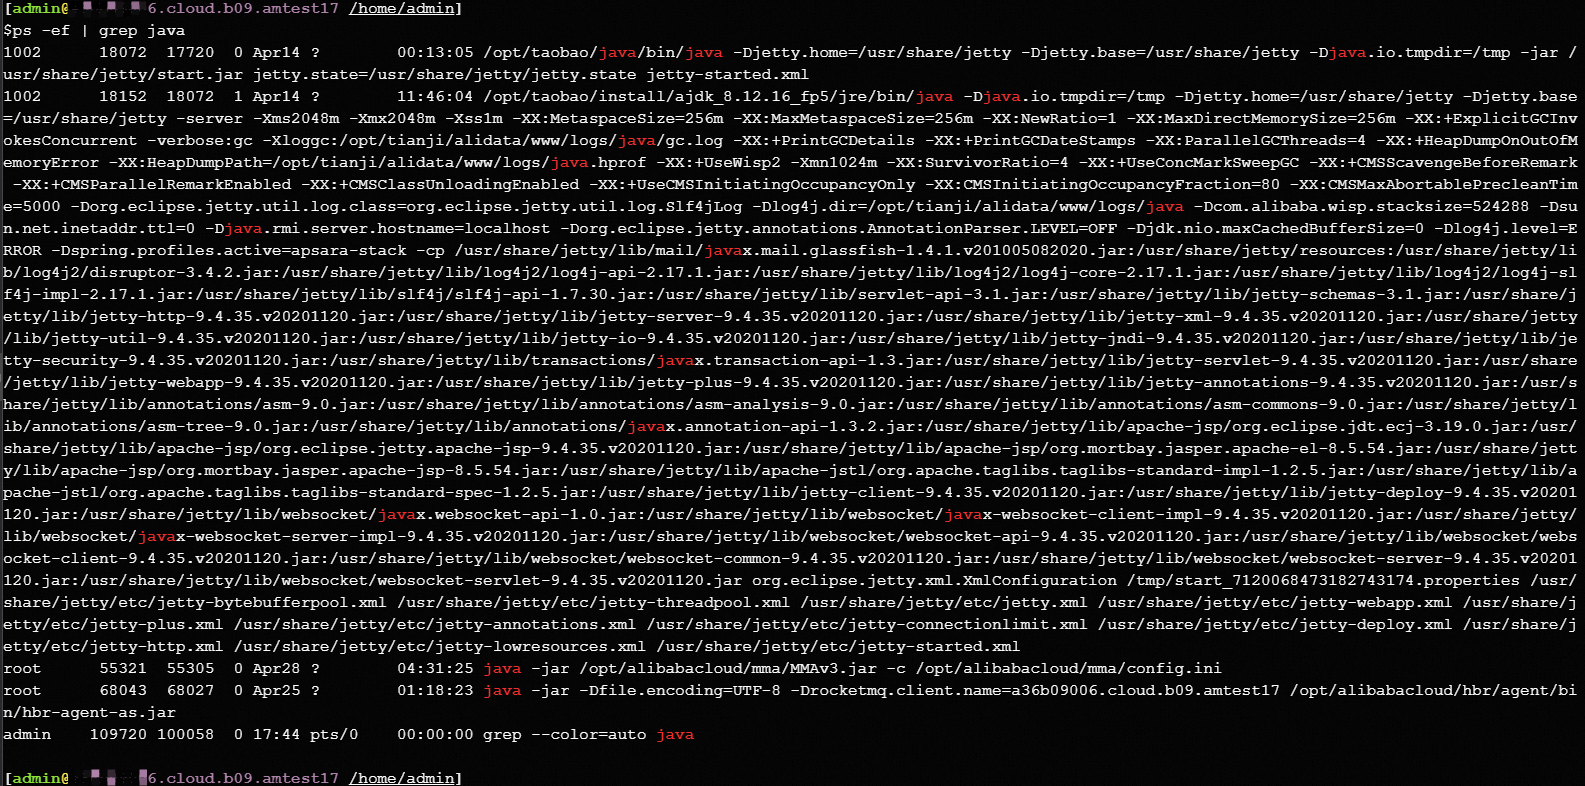 [admin@ 6.cloud.b09.amtest17 /home/admin]
$ps -ef | grep java
1002      18072  17720  0 Apr14 ?        00:13:05 /opt/taobao/java/bin/java -Djetty.home=/usr/share/jetty -Djetty.base=/usr/share/jetty -Djava.io.tmpdir=/tmp -jar /
usr/share/jetty/start.jar jetty.state=/usr/share/jetty/jetty.state jetty-started.xml
1002      18152  18072  1 Apr14 ?        11:46:04 /opt/taobao/install/ajdk_8.12.16_fp5/jre/bin/java -Djava.io.tmpdir=/tmp -Djetty.home=/usr/share/jetty -Djetty.base
=/usr/share/jetty -server -Xms2048m -Xmx2048m -Xss1m -XX:MetaspaceSize=256m -XX:MaxMetaspaceSize=256m -XX:NewRatio=1 -XX:MaxDirectMemorySize=256m -XX:+ExplicitGCInv
okesConcurrent -verbose:gc -Xloggc:/opt/tianji/alidata/www/logs/java/gc.log -XX:+PrintGCDetails -XX:+PrintGCDateStamps -XX:ParallelGCThreads=4 -XX:+HeapDumpOnOutOfM
emoryError -XX:HeapDumpPath=/opt/tianji/alidata/www/logs/java.hprof -XX:+UseWisp2 -Xmn1024m -XX:SurvivorRatio=4 -XX:+UseConcMarkSweepGC -XX:+CMSScavengeBeforeRemark
 -XX:+CMSParallelRemarkEnabled -XX:+CMSClassUnloadingEnabled -XX:+UseCMSInitiatingOccupancyOnly -XX:CMSInitiatingOccupancyFraction=80 -XX:CMSMaxAbortablePrecleanTim
e=5000 -Dorg.eclipse.jetty.util.log.class=org.eclipse.jetty.util.log.Slf4jLog -Dlog4j.dir=/opt/tianji/alidata/www/logs/java -Dcom.alibaba.wisp.stacksize=524288 -Dsu
n.net.inetaddr.ttl=0 -Djava.rmi.server.hostname=localhost -Dorg.eclipse.jetty.annotations.AnnotationParser.LEVEL=OFF -Djdk.nio.maxCachedBufferSize=0 -Dlog4j.level=E
RROR -Dspring.profiles.active=apsara-stack -cp /usr/share/jetty/lib/mail/javax.mail.glassfish-1.4.1.v201005082020.jar:/usr/share/jetty/resources:/usr/share/jetty/li
b/log4j2/disruptor-3.4.2.jar:/usr/share/jetty/lib/log4j2/log4j-api-2.17.1.jar:/usr/share/jetty/lib/log4j2/log4j-core-2.17.1.jar:/usr/share/jetty/lib/log4j2/log4j-sl
f4j-impl-2.17.1.jar:/usr/share/jetty/lib/slf4j/slf4j-api-1.7.30.jar:/usr/share/jetty/lib/servlet-api-3.1.jar:/usr/share/jetty/lib/jetty-schemas-3.1.jar:/usr/share/j
etty/lib/jetty-http-9.4.35.v20201120.jar:/usr/share/jetty/lib/jetty-server-9.4.35.v20201120.jar:/usr/share/jetty/lib/jetty-xml-9.4.35.v20201120.jar:/usr/share/jetty
/lib/jetty-util-9.4.35.v20201120.jar:/usr/share/jetty/lib/jetty-io-9.4.35.v20201120.jar:/usr/share/jetty/lib/jetty-jndi-9.4.35.v20201120.jar:/usr/share/jetty/lib/je
tty-security-9.4.35.v20201120.jar:/usr/share/jetty/lib/transactions/javax.transaction-api-1.3.jar:/usr/share/jetty/lib/jetty-servlet-9.4.35.v20201120.jar:/usr/share
/jetty/lib/jetty-webapp-9.4.35.v20201120.jar:/usr/share/jetty/lib/jetty-plus-9.4.35.v20201120.jar:/usr/share/jetty/lib/jetty-annotations-9.4.35.v20201120.jar:/usr/s
hare/jetty/lib/annotations/asm-9.0.jar:/usr/share/jetty/lib/annotations/asm-analysis-9.0.jar:/usr/share/jetty/lib/annotations/asm-commons-9.0.jar:/usr/share/jetty/l
ib/annotations/asm-tree-9.0.jar:/usr/share/jetty/lib/annotations/javax.annotation-api-1.3.2.jar:/usr/share/jetty/lib/apache-jsp/org.eclipse.jdt.ecj-3.19.0.jar:/usr/
share/jetty/lib/apache-jsp/org.eclipse.jetty.apache-jsp-9.4.35.v20201120.jar:/usr/share/jetty/lib/apache-jsp/org.mortbay.jasper.apache-el-8.5.54.jar:/usr/share/jett
y/lib/apache-jsp/org.mortbay.jasper.apache-jsp-8.5.54.jar:/usr/share/jetty/lib/apache-jstl/org.apache.taglibs.taglibs-standard-impl-1.2.5.jar:/usr/share/jetty/lib/a
pache-jstl/org.apache.taglibs.taglibs-standard-spec-1.2.5.jar:/usr/share/jetty/lib/jetty-client-9.4.35.v20201120.jar:/usr/share/jetty/lib/jetty-deploy-9.4.35.v20201
120.jar:/usr/share/jetty/lib/websocket/javax.websocket-api-1.0.jar:/usr/share/jetty/lib/websocket/javax-websocket-client-impl-9.4.35.v20201120.jar:/usr/share/jetty/
lib/websocket/javax-websocket-server-impl-9.4.35.v20201120.jar:/usr/share/jetty/lib/websocket/websocket-api-9.4.35.v20201120.jar:/usr/share/jetty/lib/websocket/webs
ocket-client-9.4.35.v20201120.jar:/usr/share/jetty/lib/websocket/websocket-common-9.4.35.v20201120.jar:/usr/share/jetty/lib/websocket/websocket-server-9.4.35.v20201
120.jar:/usr/share/jetty/lib/websocket/websocket-servlet-9.4.35.v20201120.jar org.eclipse.jetty.xml.XmlConfiguration /tmp/start_7120068473182743174.properties /usr/
share/jetty/etc/jetty-bytebufferpool.xml /usr/share/jetty/etc/jetty-threadpool.xml /usr/share/jetty/etc/jetty.xml /usr/share/jetty/etc/jetty-webapp.xml /usr/share/j
etty/etc/jetty-plus.xml /usr/share/jetty/etc/jetty-annotations.xml /usr/share/jetty/etc/jetty-connectionlimit.xml /usr/share/jetty/etc/jetty-deploy.xml /usr/share/j
etty/etc/jetty-http.xml /usr/share/jetty/etc/jetty-lowresources.xml /usr/share/jetty/etc/jetty-started.xml
root      55321  55305  0 Apr28 ?        04:31:25 java -jar /opt/alibabacloud/mma/MMAv3.jar -c /opt/alibabacloud/mma/config.ini
root      68043  68027  0 Apr25 ?        01:18:23 java -jar -Dfile.encoding=UTF-8 -Drocketmq.client.name=a36b09006.cloud.b09.amtest17 /opt/alibabacloud/hbr/agent/bi
n/hbr-agent-as.jar
admin    109720 100058  0 17:44 pts/0    00:00:00 grep --color=auto java
[admin@ 6.cloud.b09.amtest17 /home/admin]